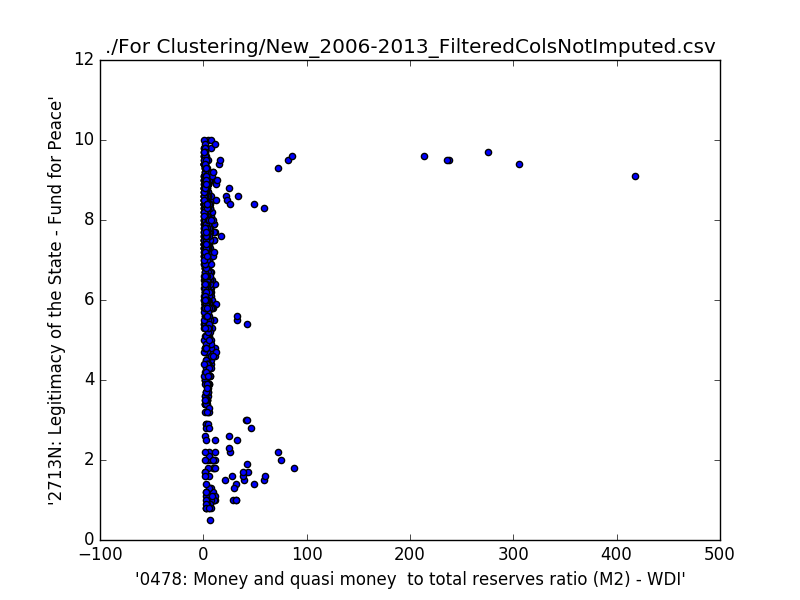 ./For Clustering/New_2006-2013_FilteredColsNotImputed.csv
12
10
8
6
4
2
0
'2713N: Legitimacy of the State - Fund for Peace'
−100 0 100 200 300 400 500
'0478: Money and quasi money  to total reserves ratio (M2) - WDI'